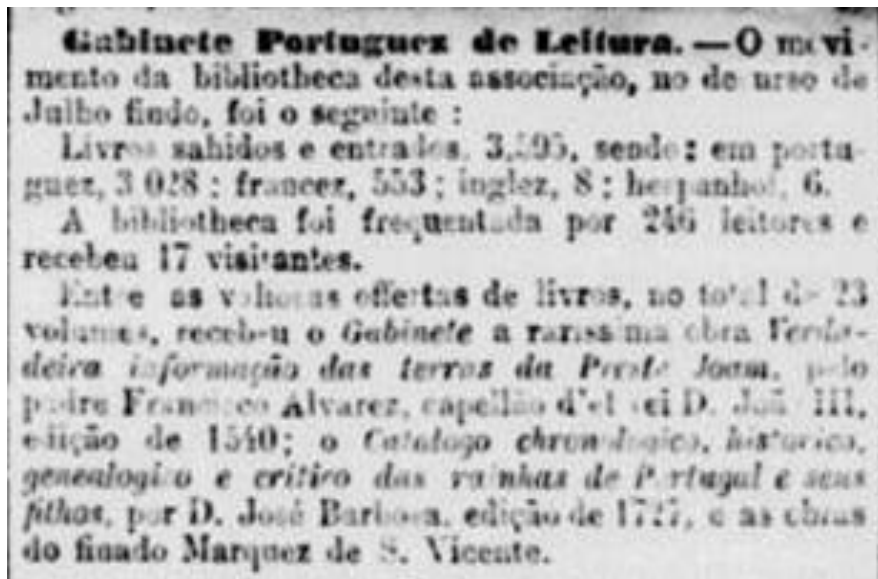 Gabinete Portuguez de Leitura. — O movi-
mento da bibliotheca desta associação, no decurso de
Julho findo, foi o seguinte :
Livros sahidos e entrados, 3,595, sendo: em portu-
guez, 3 028 ; francez, 553 ; inglez, 8 ; hespanhol, 6.
A bibliotheca foi frequentada por 246 leitores e
recebeu 17 visitantes.
Entre as valiosas offertas de livros, no total de 23
volumes, recebeu o Gabinete a rarissima obra Verda-
deira informação das terras da Preste Joam, pelo
padre Francisco Alvarez, capellão d'el rei D. João III,
edição de 1540; o Catalogo chronologico, historico,
genealogico e critico das rainhas de Portugal e seus
filhos, por D. José Barbosa, edição de 1727, e as obras
do finado Marquez de S. Vicente.